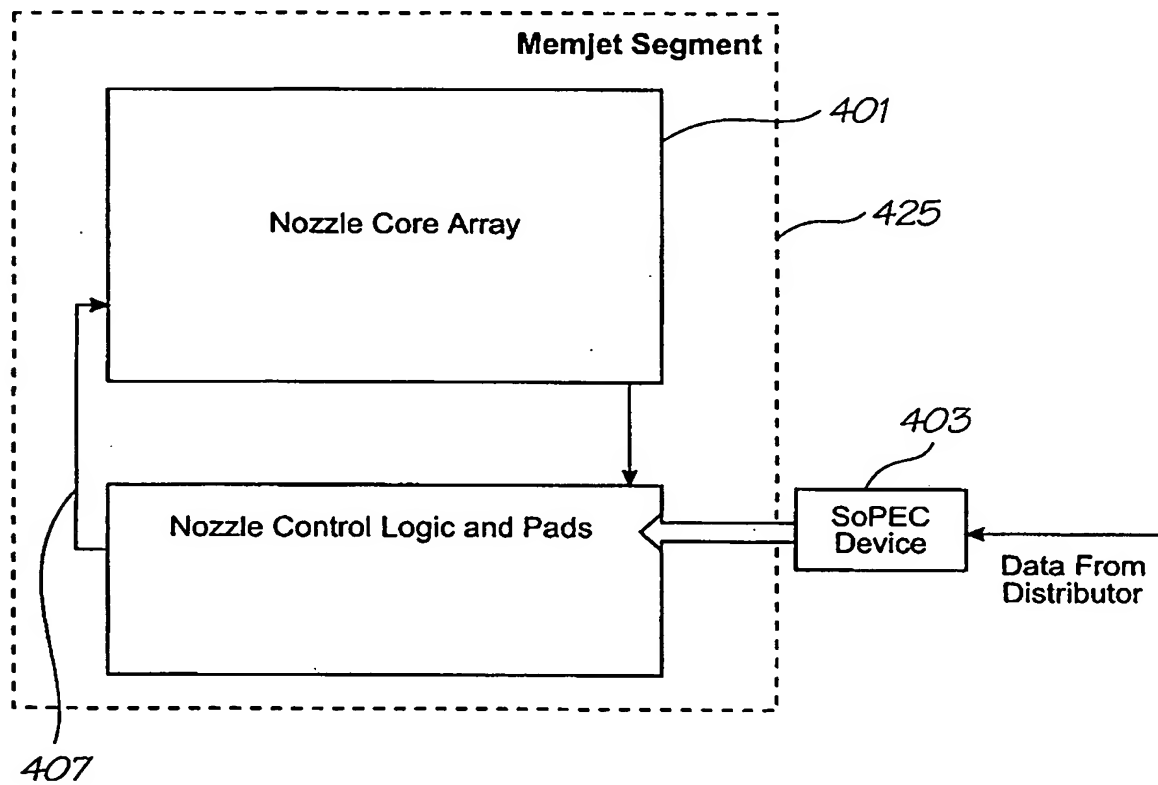 Memjet Segment
401
Nozzle Core Array
425
403
Nozzle Control Logic and Pads
SoPEC
Device
Data From
Distributor
407